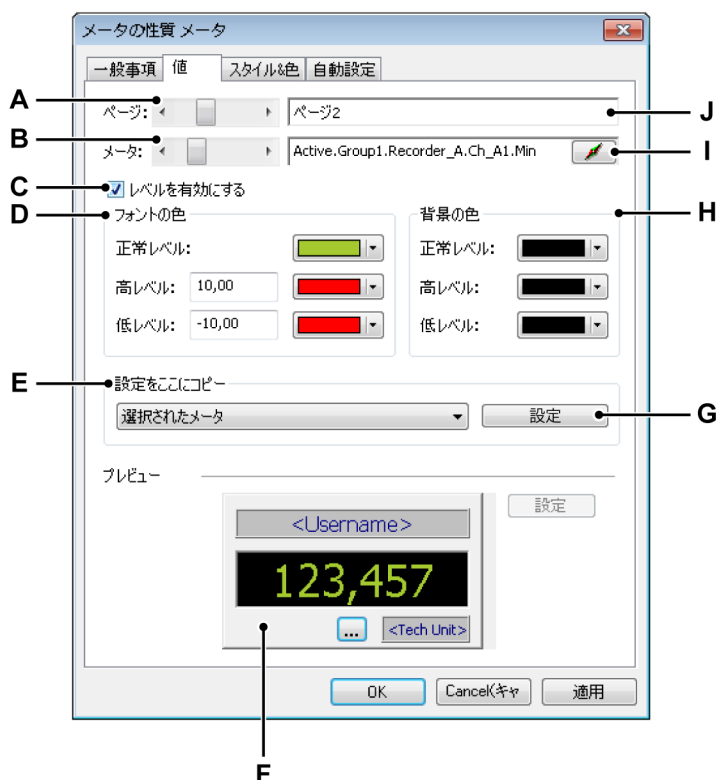 メータの性質 メータ
一般事項 値 スタイル&色 自動設定
A
ページ: ページ2
J
B
メータ: Active.Group1.Recorder_A.Ch_A1.Min
I
C
レベルを有効にする
D
フォントの色
背景の色
H
正常レベル:
正常レベル:
高レベル: 10,00
高レベル:
低レベル: -10,00
低レベル:
E
設定をここにコピー
選択されたメータ
設定
G
プレビュー
設定
<Username>
123,457
... <Tech Unit>
OK Cancel(キャ 適用
F